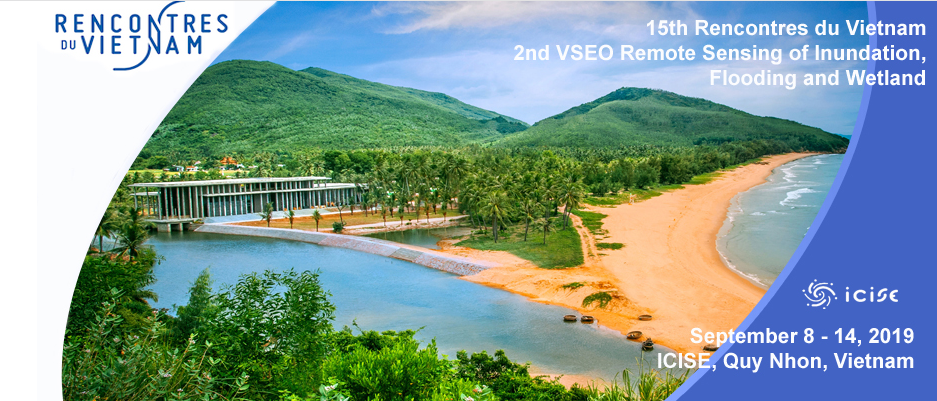 RENCONTRES
DU VIETNAM
15th Rencontres du Vietnam
2nd VSEO Remote Sensing of Inundation,
Flooding and Wetland
ICISE
September 8 - 14, 2019
ICISE, Quy Nhon, Vietnam